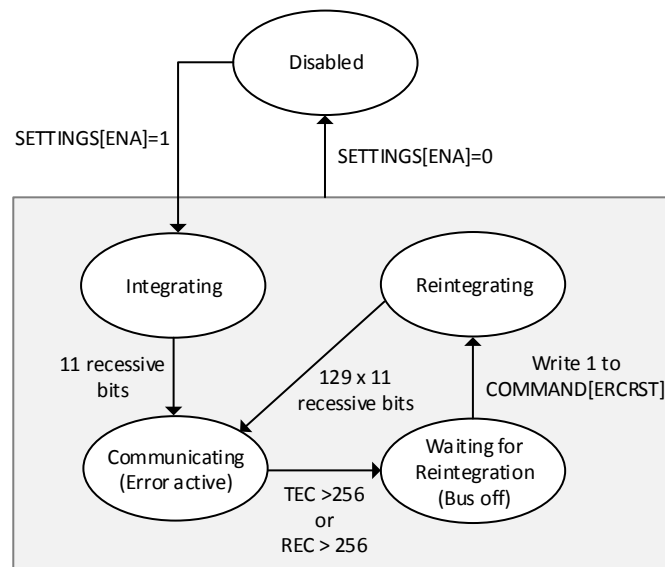 Disabled
SETTINGS[ENA]=1
SETTINGS[ENA]=0
Integrating
Reintegrating
11 recessive
bits
129 x 11
recessive bits
Write 1 to
COMMAND[ERCRST]
Communicating
(Error active)
TEC >256
or
REC > 256
Waiting for
Reintegration
(Bus off)